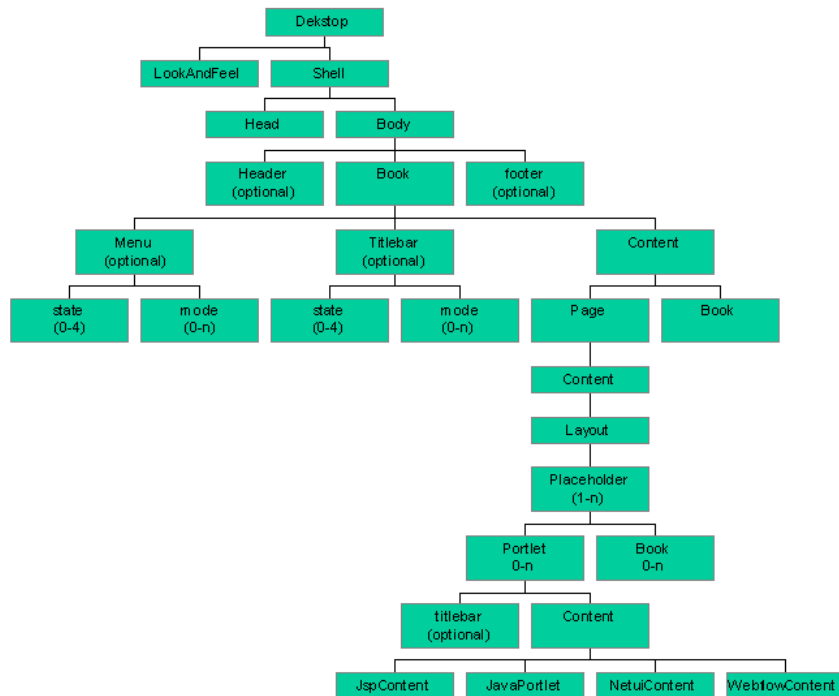 Dekstop
LookAndFeel
Shell
Head
Body
Header
(optional)
Book
footer
(optional)
Menu
(optional)
Titlebar
(optional)
Content
state
(0-4)
mode
(0-n)
state
(0-4)
mode
(0-n)
Page
Book
Content
Layout
Placeholder
(1-n)
Portlet
0-n
Book
0-n
titlebar
(optional)
Content
JspContent
JavaPortlet
NetuiContent
WebflowContent